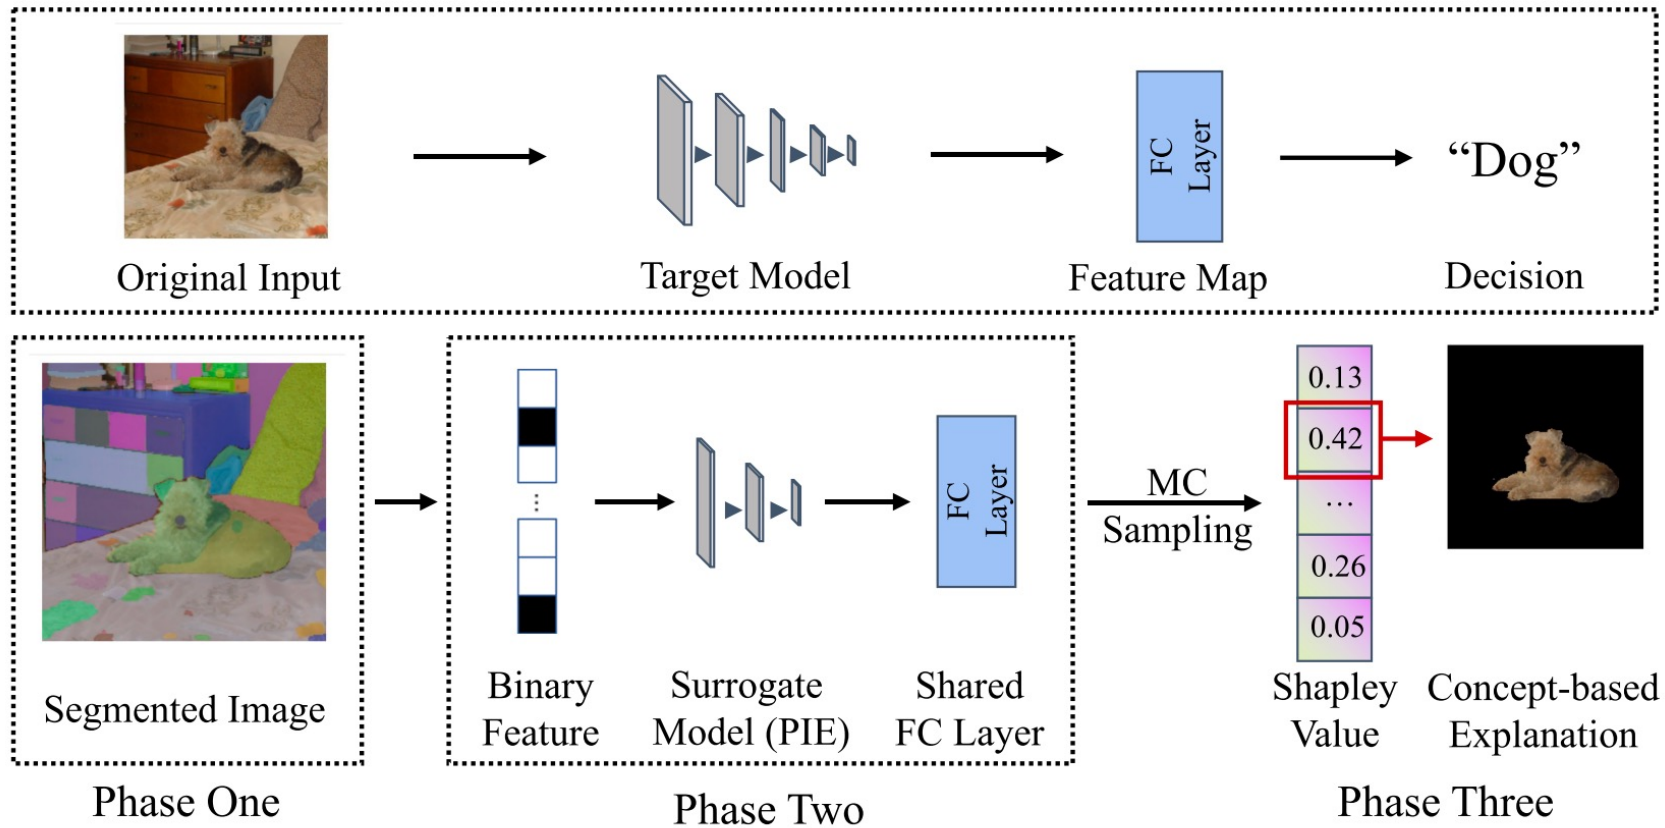 FC
Layer
“Dog”
Original Input
Target Model
Feature Map
Decision
FC
Layer
MC
Sampling
0.13
0.42
...
0.26
0.05
Segmented Image
Binary
Feature
Surrogate
Model (PIE)
Shared
FC Layer
Shapley
Value
Concept-based
Explanation
Phase One
Phase Two
Phase Three